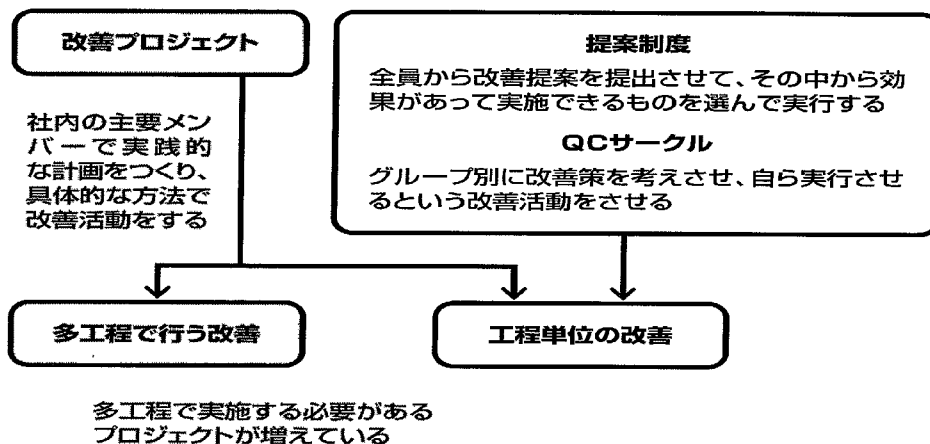 改善プロジェクト
社内の主要メン
バーで実践的
な計画をつくり、
具体的な方法で
改善活動をする
提案制度
全員から改善提案を提出させて、その中から効
果があって実施できるものを選んで実行する
QCサークル
グループ別に改善策を考えさせ、自ら実行させ
るという改善活動をさせる
多工程で行う改善
工程単位の改善
多工程で実施する必要がある
プロジェクトが増えている